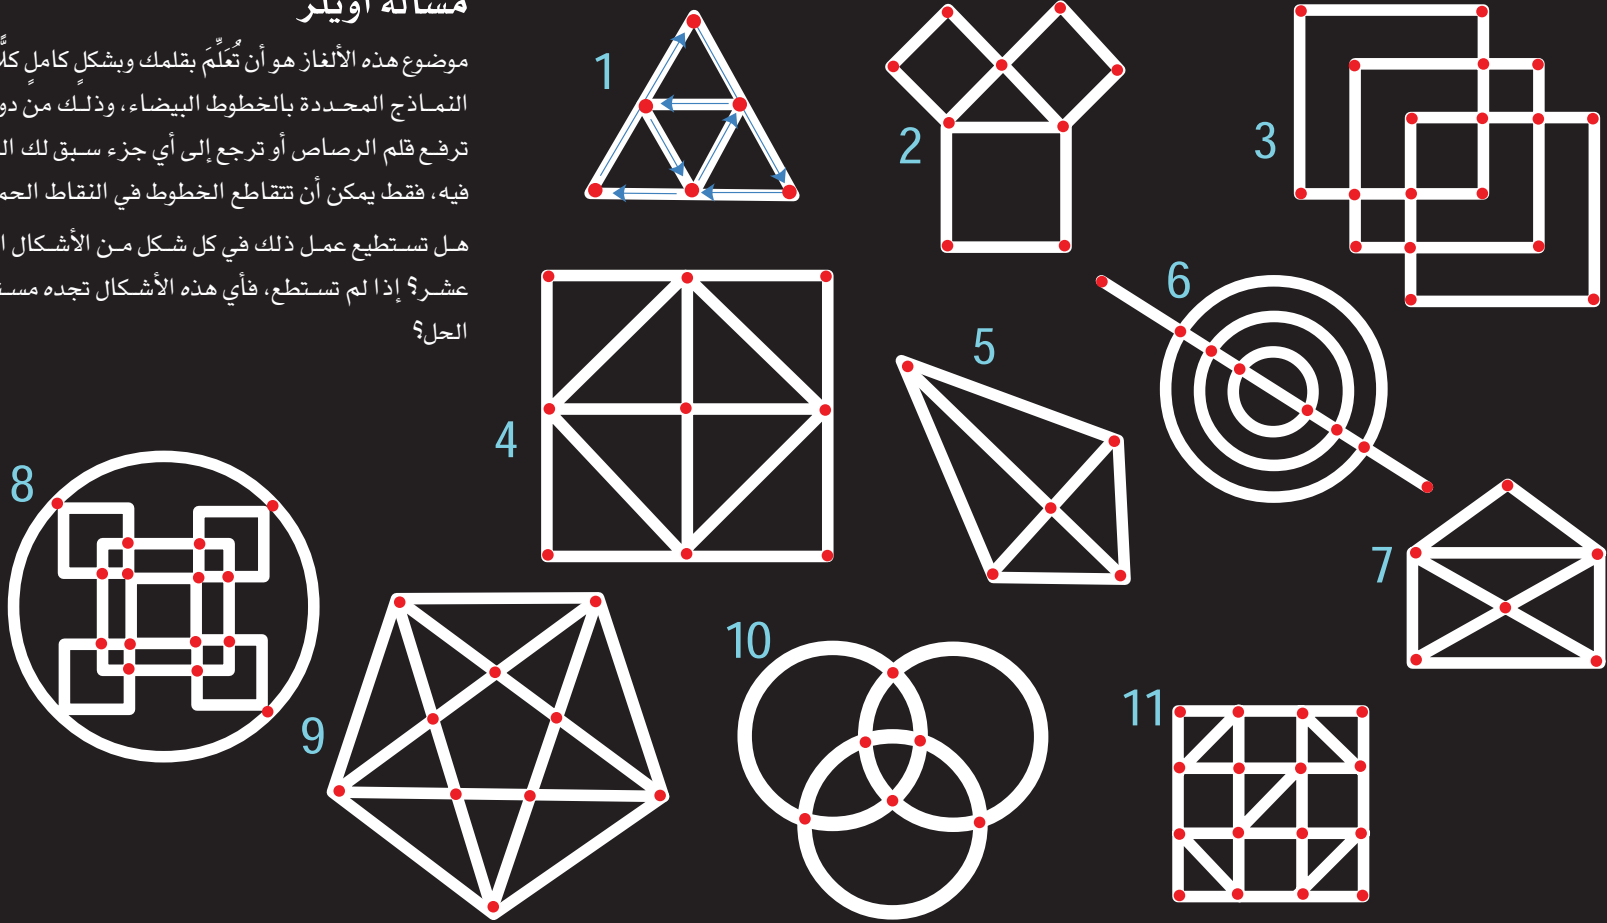 مسألة أويلر
موضوع هذه الألغاز هو أن تُعَلِّمَ بقلمك وبشكلٍ كاملٍ كلًّا
النماذج المحددة بالخطوط البيضاء، وذلك من
ترفع قلم الرصاص أو ترجع إلى أي جزء سبق لك
فيه، فقط يمكن أن تتقاطع الخطوط في النقاط
هل تستطيع عمل ذلك في كل شكل من الأشكال
عشر؟ إذا لم تستطع، فأي هذه الأشكال تجده
الحل؟
1
2
3
4
5
6
7
8
9
10
11